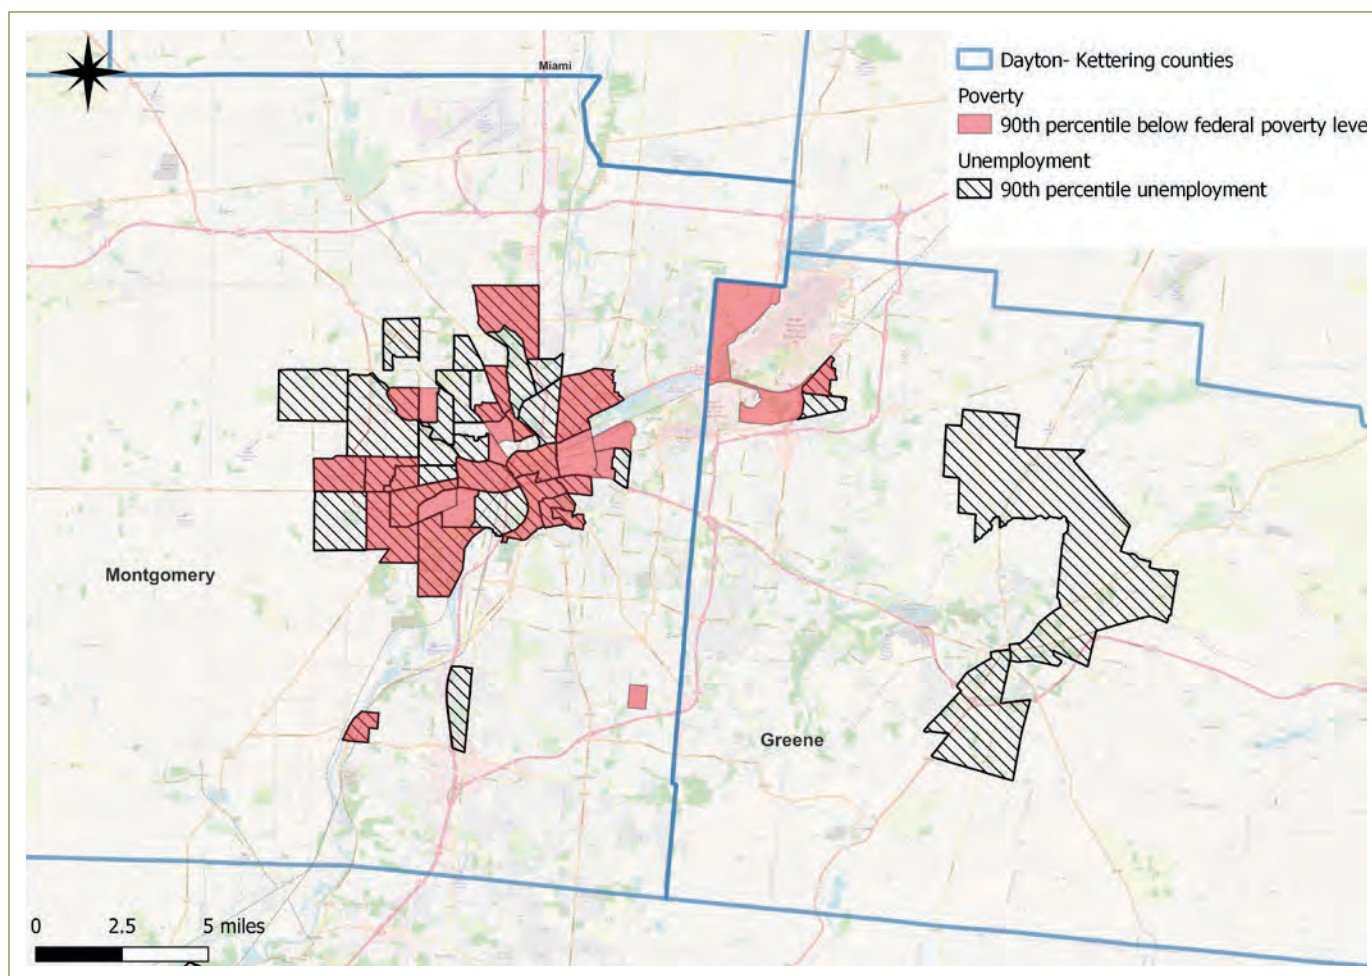 Miami
Dayton- Kettering counties
Poverty
90th percentile below federal poverty leve
Unemployment
90th percentile unemployment
Montgomery
Greene
0 2.5 5 miles